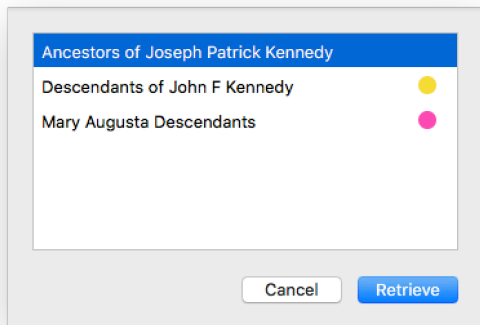 Ancestors of Joseph Patrick Kennedy
Descendants of John F Kennedy
Mary Augusta Descendants
Cancel
Retrieve